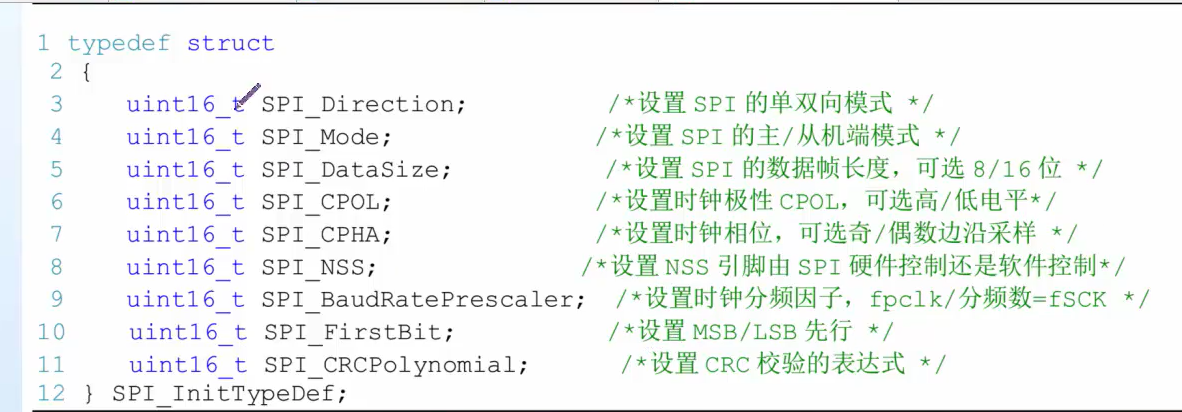 1 typedef struct
2 {
3 uint16_t SPI_Direction; /*设置 SPI 的单双向模式 */
4 uint16_t SPI_Mode; /*设置 SPI 的主/从机端模式 */
5 uint16_t SPI_DataSize; /*设置 SPI 的数据帧长度，可选 8/16 位 */
6 uint16_t SPI_CPOL; /*设置时钟极性 CPOL，可选高/低电平*/
7 uint16_t SPI_CPHA; /*设置时钟相位，可选奇/偶数边沿采样 */
8 uint16_t SPI_NSS; /*设置 NSS 引脚由 SPI 硬件控制还是软件控制*/
9 uint16_t SPI_BaudRatePrescaler; /*设置时钟分频因子，fpclk/分频数=fSCK */
10 uint16_t SPI_FirstBit; /*设置 MSB/LSB 先行 */
11 uint16_t SPI_CRCPolynomial; /*设置 CRC 校验的表达式 */
12 } SPI_InitTypeDef;